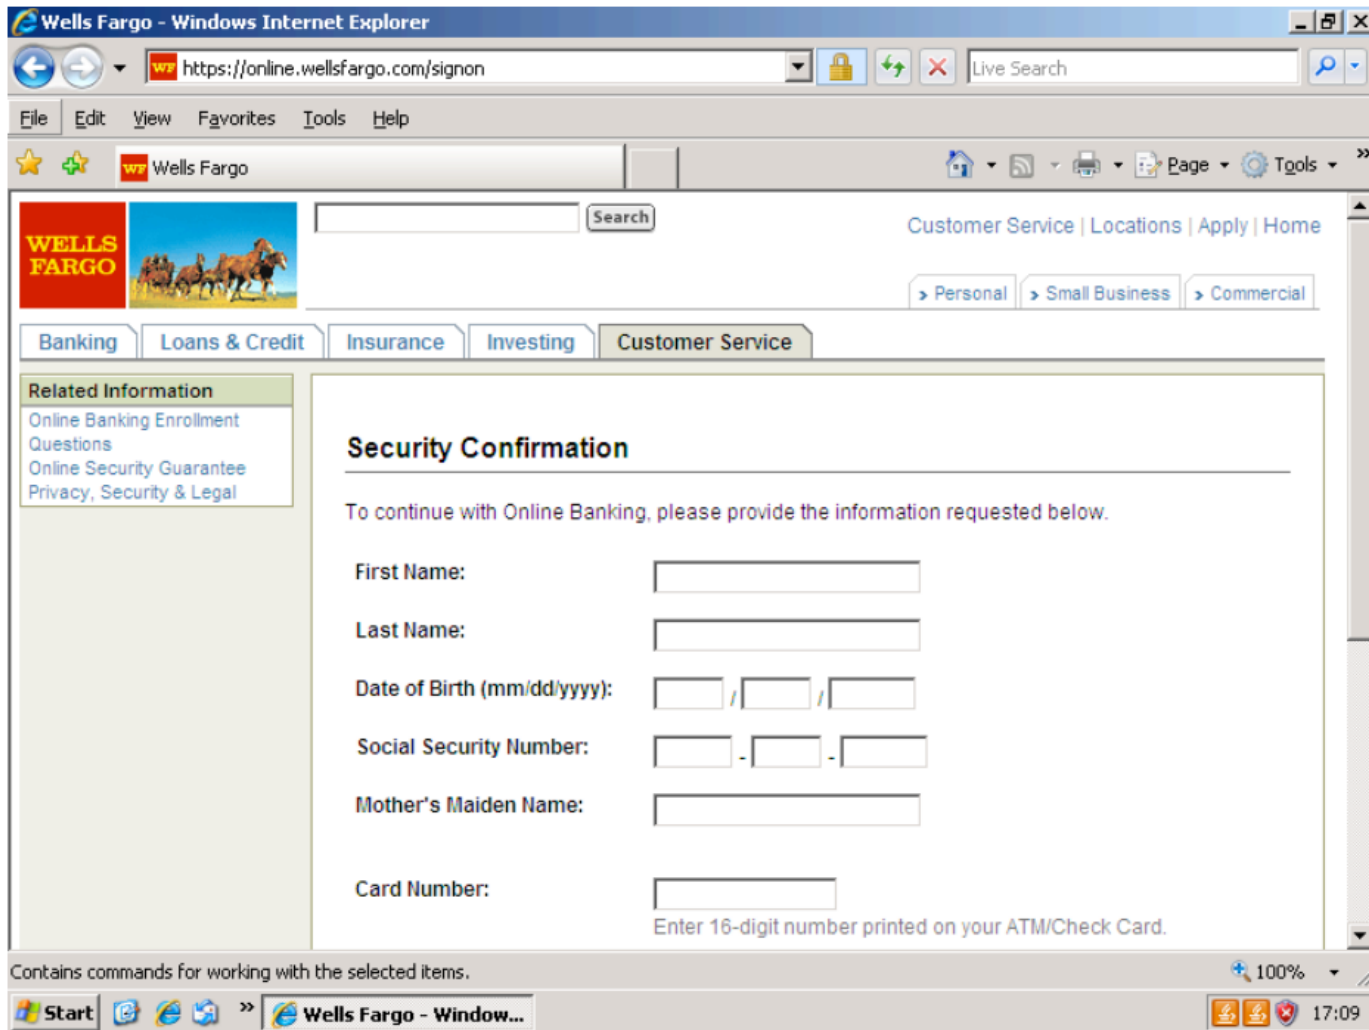 Wells Fargo - Windows Internet Explorer
WF https://online.wellsfargo.com/signon Live Search
File Edit View Favorites Tools Help
WF Wells Fargo Page Tools »
WELLS
FARGO
Search
Customer Service | Locations | Apply | Home
Personal Small Business Commercial
Banking Loans & Credit Insurance Investing Customer Service
Related Information
Online Banking Enrollment
Questions
Online Security Guarantee
Privacy, Security & Legal
Security Confirmation
To continue with Online Banking, please provide the information requested below.
First Name:
Last Name:
Date of Birth (mm/dd/yyyy): / /
Social Security Number: - -
Mother's Maiden Name:
Card Number:
Enter 16-digit number printed on your ATM/Check Card.
Contains commands for working with the selected items. 100%
Start » Wells Fargo - Window... 17:09